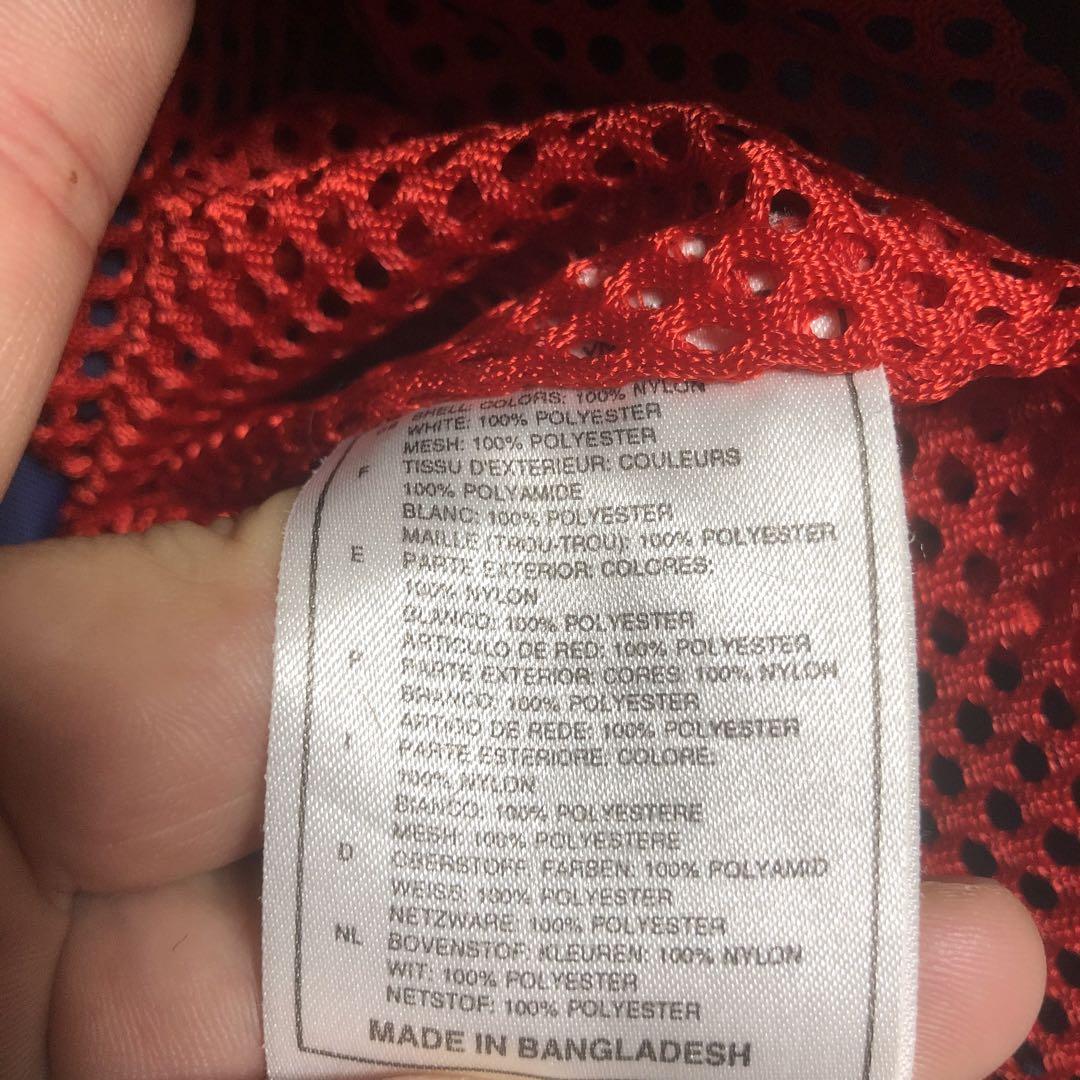 SHELL: COLORS: 100% NYLON
WHITE: 100% POLYESTER
MESH: 100% POLYESTER
F TISSU D'EXTERIEUR: COULEURS
100% POLYAMIDE
BLANC: 100% POLYESTER
MAILLE (TROU-TROU): 100% POLYESTER
E PARTE EXTERIOR: COLORES:
100% NYLON
BLANCO: 100% POLYESTER
ARTICULO DE RED: 100% POLYESTER
P PARTE EXTERIOR: CORES: 100% NYLON
BRANCO: 100% POLYESTER
ARTIGO DE REDE: 100% POLYESTER
I PARTE ESTERIORE: COLORE:
100% NYLON
BIANCO: 100% POLYESTERE
MESH: 100% POLYESTERE
D OBERSTOFF: FARBEN: 100% POLYAMID
WEISS: 100% POLYESTER
NETZWARE: 100% POLYESTER
NL BOVENSTOF: KLEUREN: 100% NYLON
WIT: 100% POLYESTER
NETSTOF: 100% POLYESTER
MADE IN BANGLADESH